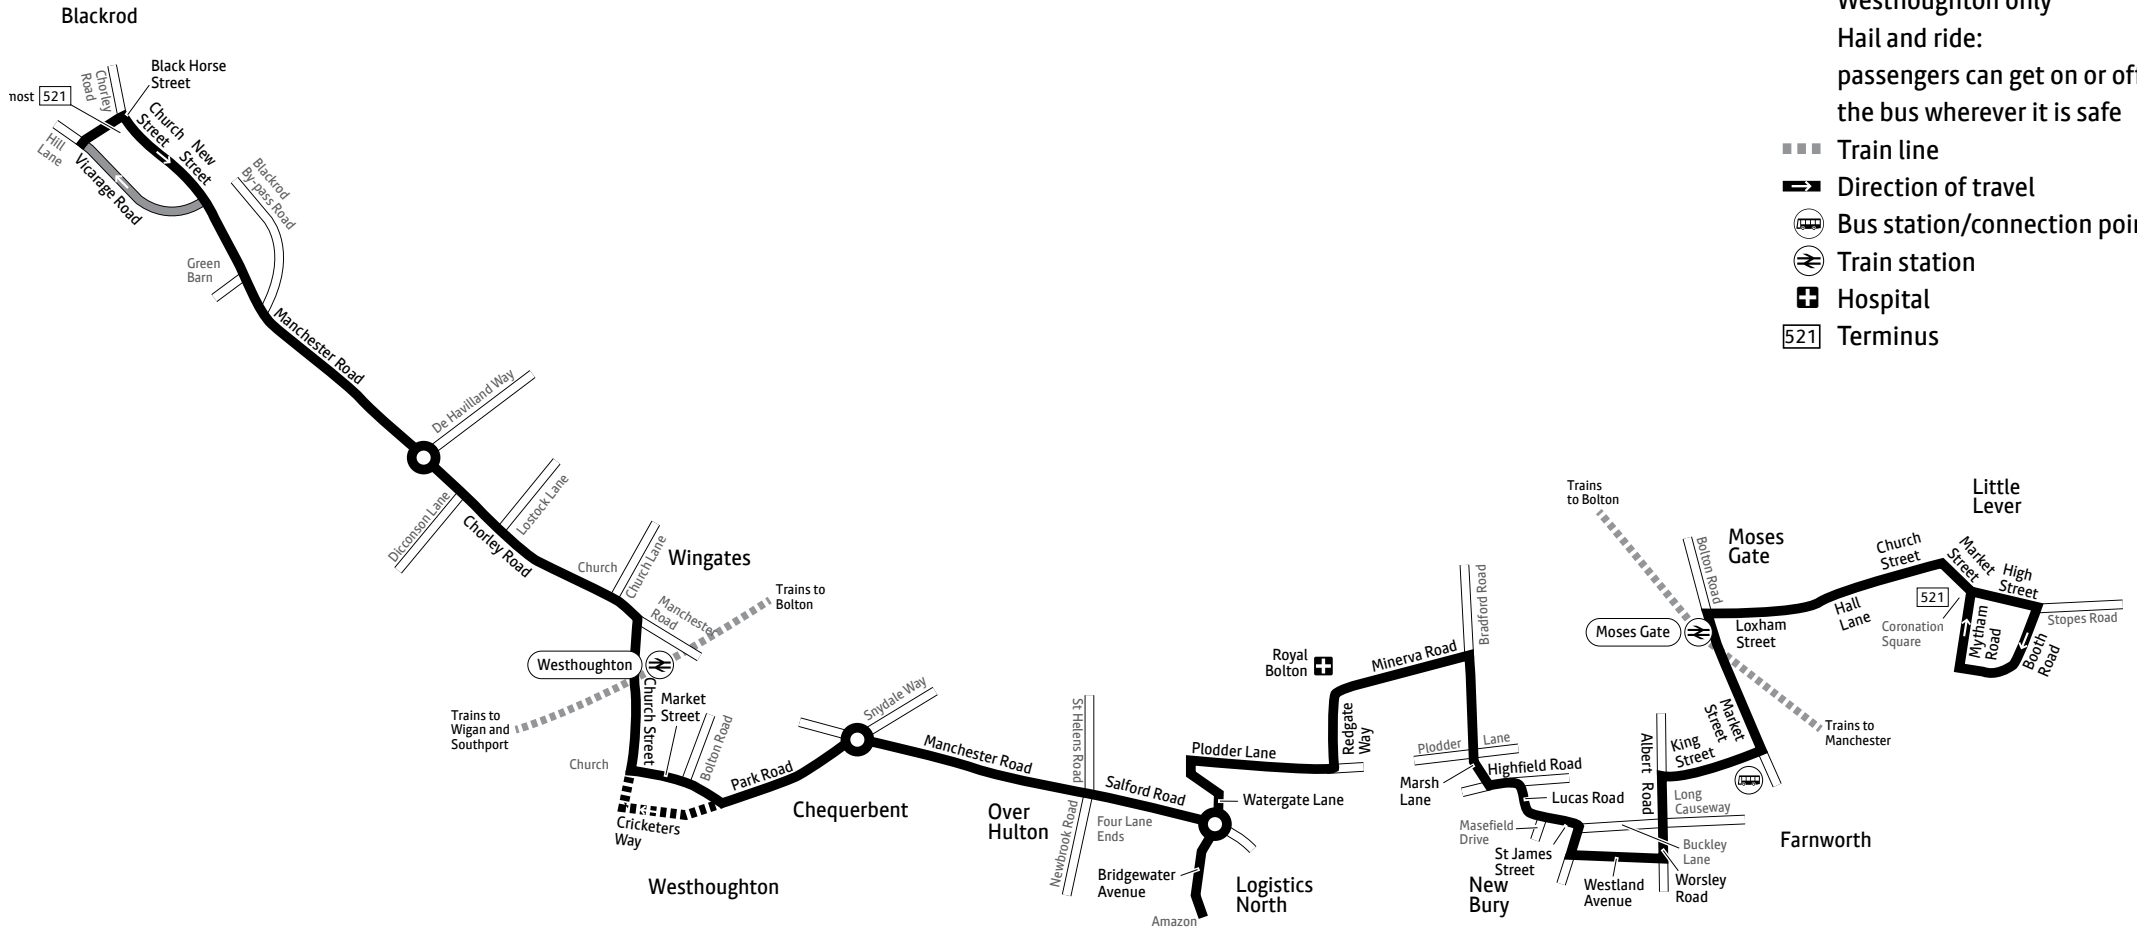 Blackrod
Black Horse
Street
Chorley
Road
521
Church
Street
New
Street
Hill
Lane
Vicarage Road
Blackrod
By-pass Road
Green
Barn
Manchester Road
De Havilland Way
Dicconson Lane
Lostock Lane
Chorley Road
Church
Church Lane
Wingates
Manchester
Road
Trains to
Bolton
Westhoughton
Trains to
Wigan and
Southport
Church Street
Market
Street
Bolton Road
Church
Cricketers
Way
Park Road
Westhoughton
Chequerbent
Snydale Way
Manchester Road
Over
Hulton
St Helens Road
Newbrook Road
Salford Road
Four Lane
Ends
Plodder Lane
Watergate Lane
Bridgewater
Avenue
Amazon
Logistics
North
Royal
Bolton
Redgate
Way
Minerva Road
Bradford Road
Plodder Lane
Marsh
Lane
Highfield Road
Lucas Road
Masefield
Drive
St James
Street
New
Bury
Westland
Avenue
Worsley
Road
Buckley
Lane
Albert Road
Long
Causeway
King
Street
Market
Street
Farnworth
Trains
to Bolton
Bolton Road
Moses
Gate
Moses Gate
Loxham
Street
Trains to
Manchester
Hall
Lane
Church
Street
Market
Street
Little
Lever
High
Street
521
Coronation
Square
Mytham
Road
Booth
Road
Stopes Road
Westhoughton only
Hail and ride:
passengers can get on or off
the bus wherever it is safe
Train line
Direction of travel
Bus station/connection poin
Train station
Hospital
521 Terminus